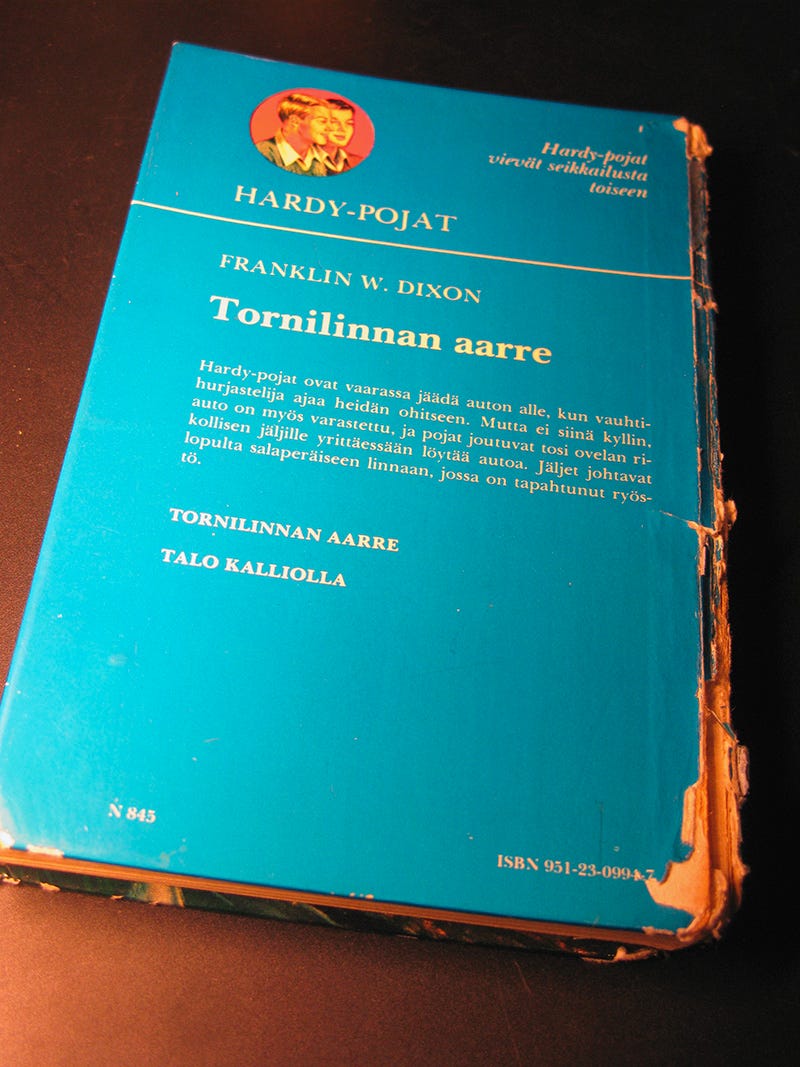 Hardy-pojat
vievät seikkailusta
toiseen
HARDY-POJAT
FRANKLIN W. DIXON
Tornilinnan aarre
Hardy-pojat ovat vaarassa jäädä auton alle, kun vauhti-
hurjastelija ajaa heidän ohitseen. Mutta ei siinä kyllin,
auto on myös varastettu, ja pojat joutuvat tosi ovelan ri-
kollisen jäljille yrittäessään löytää autoa. Jäljet johtavat
lopulta salaperäiseen linnaan, jossa on tapahtunut ryös-
tö.
TORNILINNAN AARRE
TALO KALLIOLLA
N 845
ISBN 951-23-0994-7